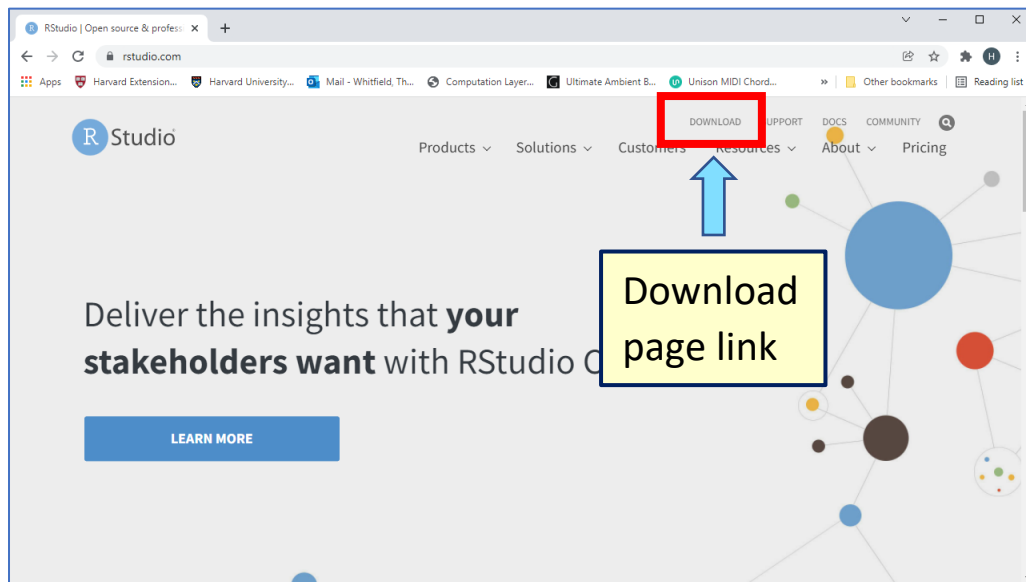 RStudio | Open source & profess
rstudio.com
Apps Harvard Extension... Harvard University... Mail - Whitfield, Th... Computation Layer... Ultimate Ambient B... Unison MIDI Chord... » Other bookmarks Reading list
DOWNLOAD UPPORT DOCS COMMUNITY
R Studio
Products Solutions Customers Resources About Pricing
Download
page link
Deliver the insights that your
stakeholders want with RStudio C
LEARN MORE